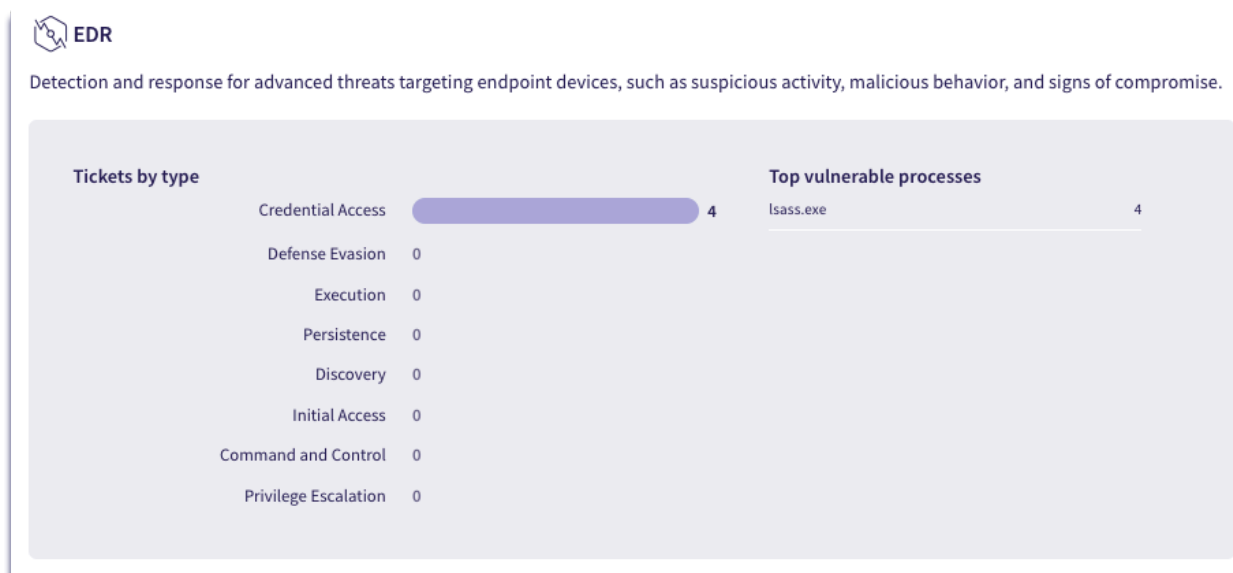 EDR
Detection and response for advanced threats targeting endpoint devices, such as suspicious activity, malicious behavior, and signs of compromise.
Tickets by type
Credential Access 4
Defense Evasion 0
Execution 0
Persistence 0
Discovery 0
Initial Access 0
Command and Control 0
Privilege Escalation 0
Top vulnerable processes
lsass.exe 4